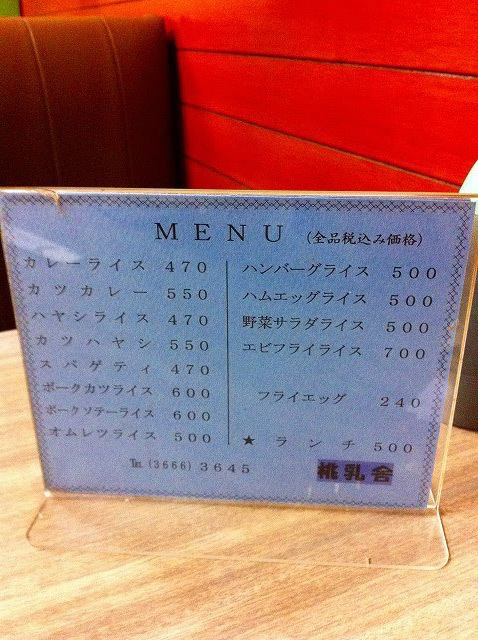 MENU (全品税込み価格)
カレーライス 470
カツカレー 550
ハヤシライス 470
カツハヤシ 550
スパゲティ 470
ポークカツライス 600
ポークソテーライス 600
オムレツライス 500
ハンバーグライス 500
ハムエッグライス 500
野菜サラダライス 500
エビフライライス 700
フライエッグ 240
★ ランチ 500
℡(3666)3645
桃乳舎